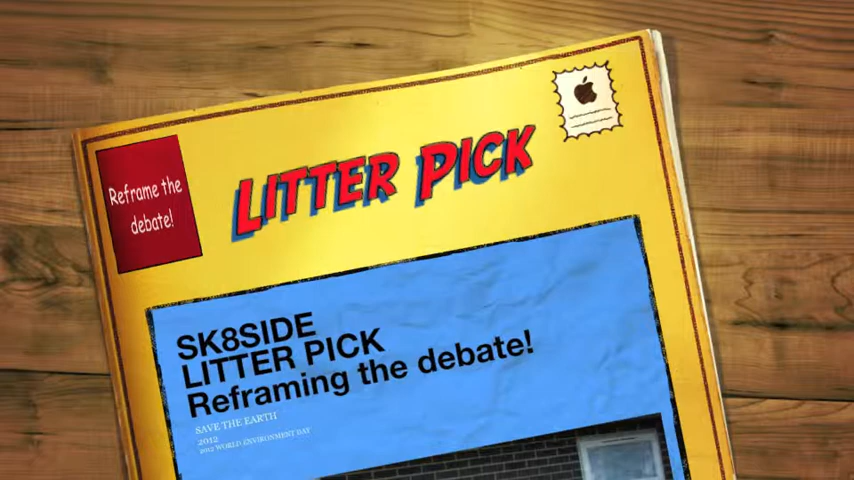 Reframe the
debate!
LITTER PICK
SK8SIDE
LITTER PICK
Reframing the debate!
SAVE THE EARTH
2012
2012 WORLD ENVIRONMENT DAY